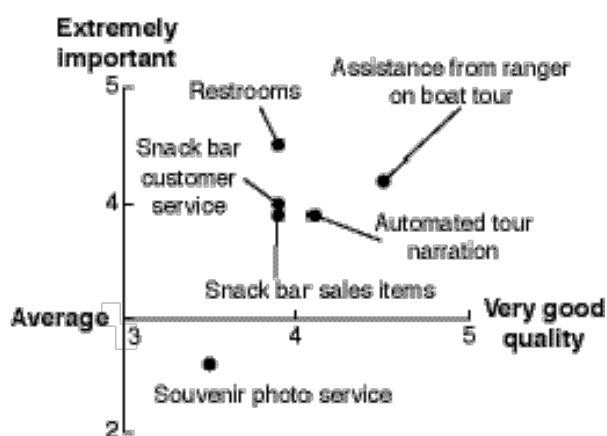 Extremely
important
5
Assistance from ranger
on boat tour
Restrooms
Snack bar
customer
service
4
Automated tour
narration
Snack bar sales items
Average
3
4
5
Very good
quality
Souvenir photo service
2